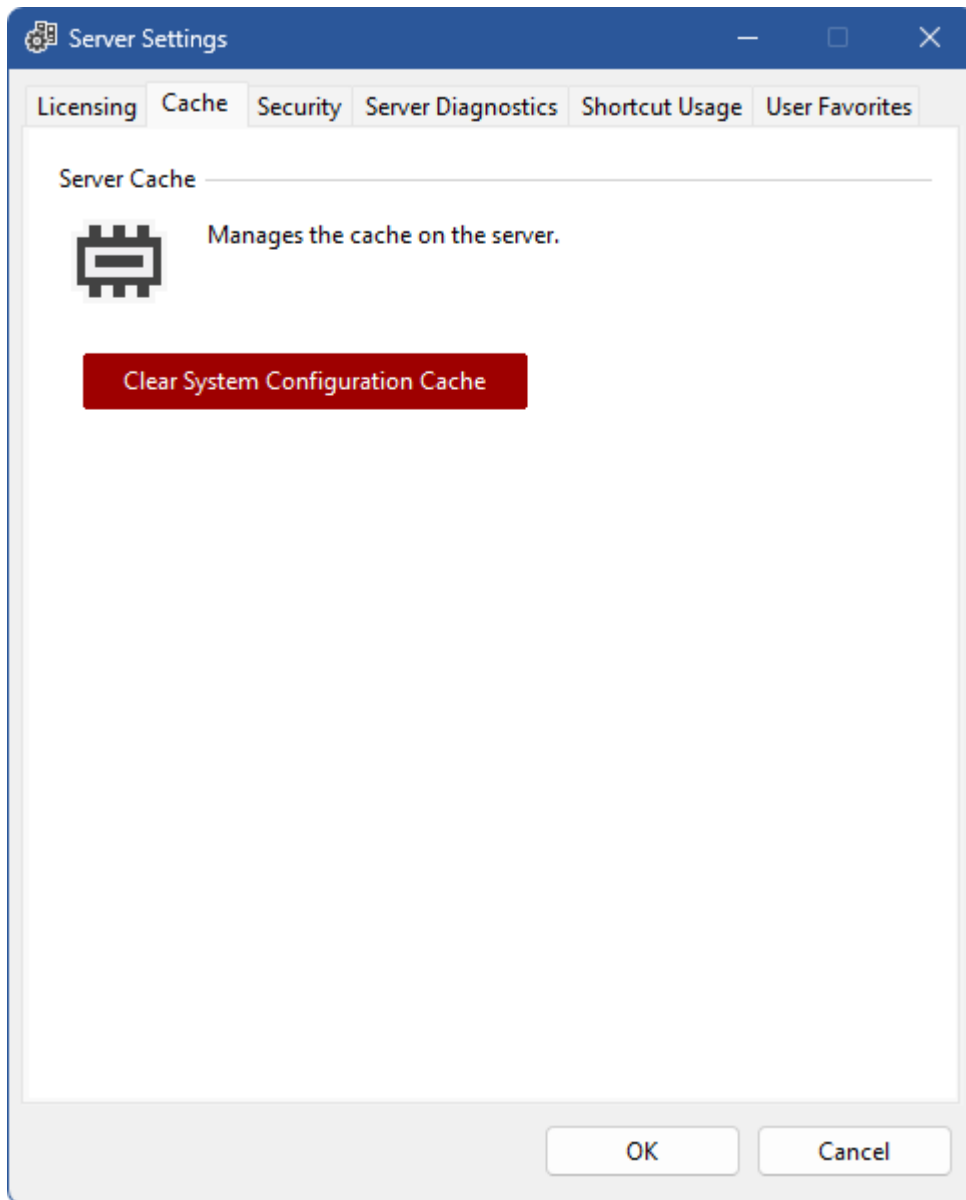 Server Settings
Licensing Cache Security Server Diagnostics Shortcut Usage User Favorites
Server Cache
Manages the cache on the server.
Clear System Configuration Cache
OK Cancel